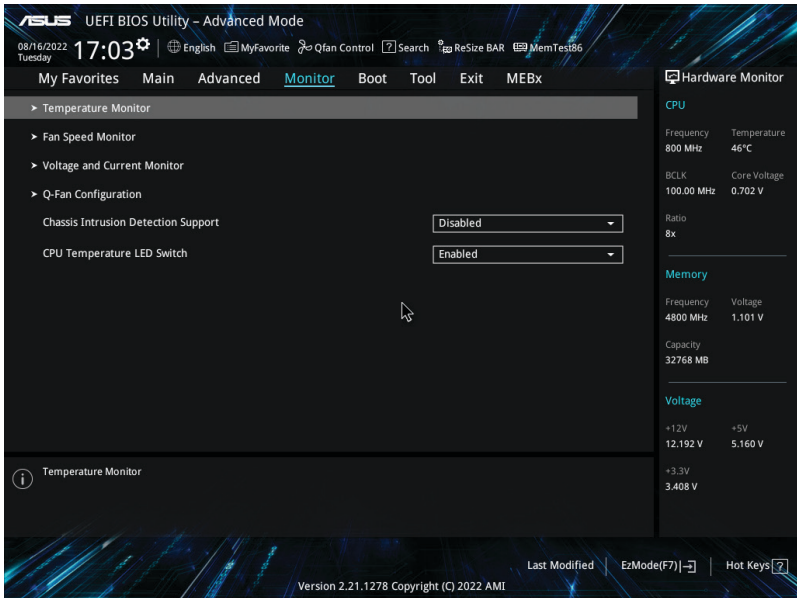 ASUS UEFI BIOS Utility – Advanced Mode
08/16/2022
Tuesday
17:03
English MyFavorite Qfan Control ? Search ReSize BAR MemTest86
My Favorites Main Advanced Monitor Boot Tool Exit MEBx
> Temperature Monitor
> Fan Speed Monitor
> Voltage and Current Monitor
> Q-Fan Configuration
Chassis Intrusion Detection Support Disabled
CPU Temperature LED Switch Enabled
Hardware Monitor
CPU
Frequency Temperature
800 MHz 46°C
BCLK Core Voltage
100.00 MHz 0.702 V
Ratio
8x
Memory
Frequency Voltage
4800 MHz 1.101 V
Capacity
32768 MB
Voltage
+12V +5V
12.192 V 5.160 V
+3.3V
3.408 V
i Temperature Monitor
Last Modified EzMode(F7) Hot Keys ?
Version 2.21.1278 Copyright (C) 2022 AMI